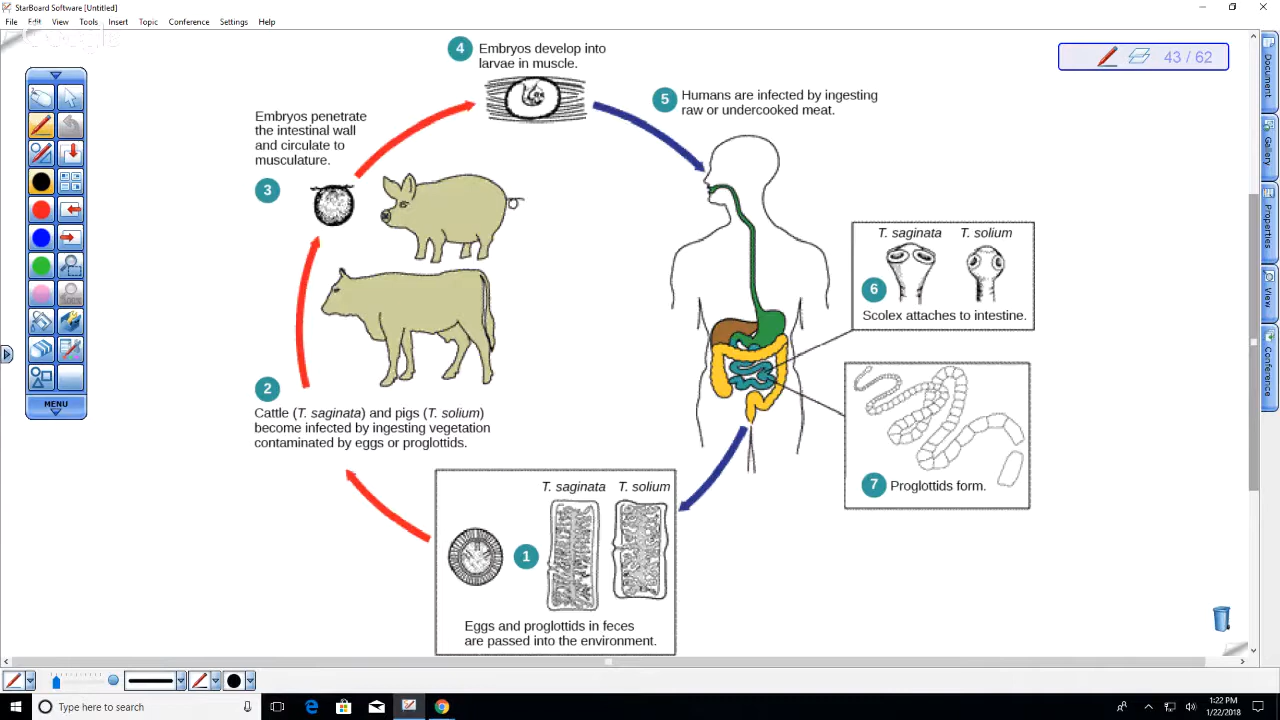 StarBoard Software [Untitled]
File Edit View Tools Insert Topic Conference Settings Help
43 / 62
4 Embryos develop into
larvae in muscle.
5 Humans are infected by ingesting
raw or undercooked meat.
Embryos penetrate
the intestinal wall
and circulate to
musculature.
3
T. saginata T. solium
6
Scolex attaches to intestine.
2
Cattle (T. saginata) and pigs (T. solium)
become infected by ingesting vegetation
contaminated by eggs or proglottids.
7 Proglottids form.
T. saginata T. solium
1
Eggs and proglottids in feces
are passed into the environment.
MENU
Document
Gallery
Properties
View
Conference
Type here to search
1:22 PM
1/22/2018